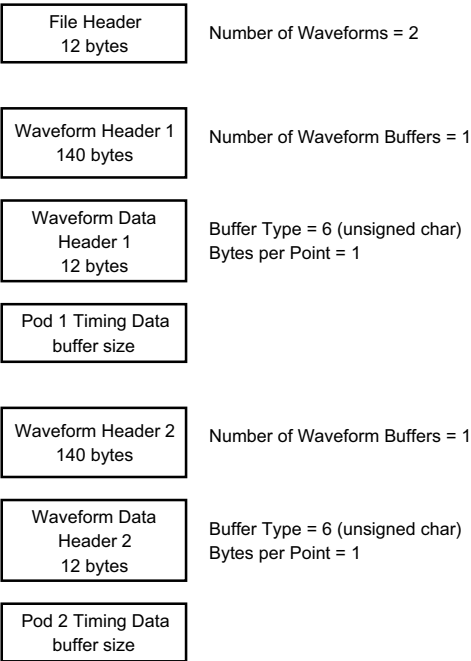 File Header
12 bytes
Number of Waveforms = 2
Waveform Header 1
140 bytes
Number of Waveform Buffers = 1
Waveform Data
Header 1
12 bytes
Buffer Type = 6 (unsigned char)
Bytes per Point = 1
Pod 1 Timing Data
buffer size
Waveform Header 2
140 bytes
Number of Waveform Buffers = 1
Waveform Data
Header 2
12 bytes
Buffer Type = 6 (unsigned char)
Bytes per Point = 1
Pod 2 Timing Data
buffer size